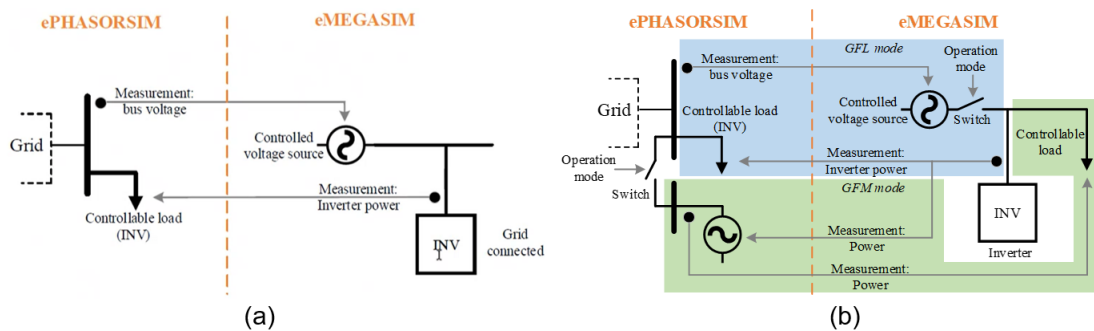 ePHASORSIM
eMEGASIM
Measurement:
bus voltage
Grid
Controlled
voltage source
Measurement:
Inverter power
Controllable load
(INV)
INV
Grid
connected
(a)
ePHASORSIM
eMEGASIM
GFL mode
Operation
mode
Measurement:
bus voltage
Grid
Controllable load
(INV)
Controlled
voltage source
Switch
Controllable
load
Operation
mode
Switch
Measurement:
Inverter power
GFM mode
INV
Inverter
Measurement:
Power
Measurement:
Power
(b)